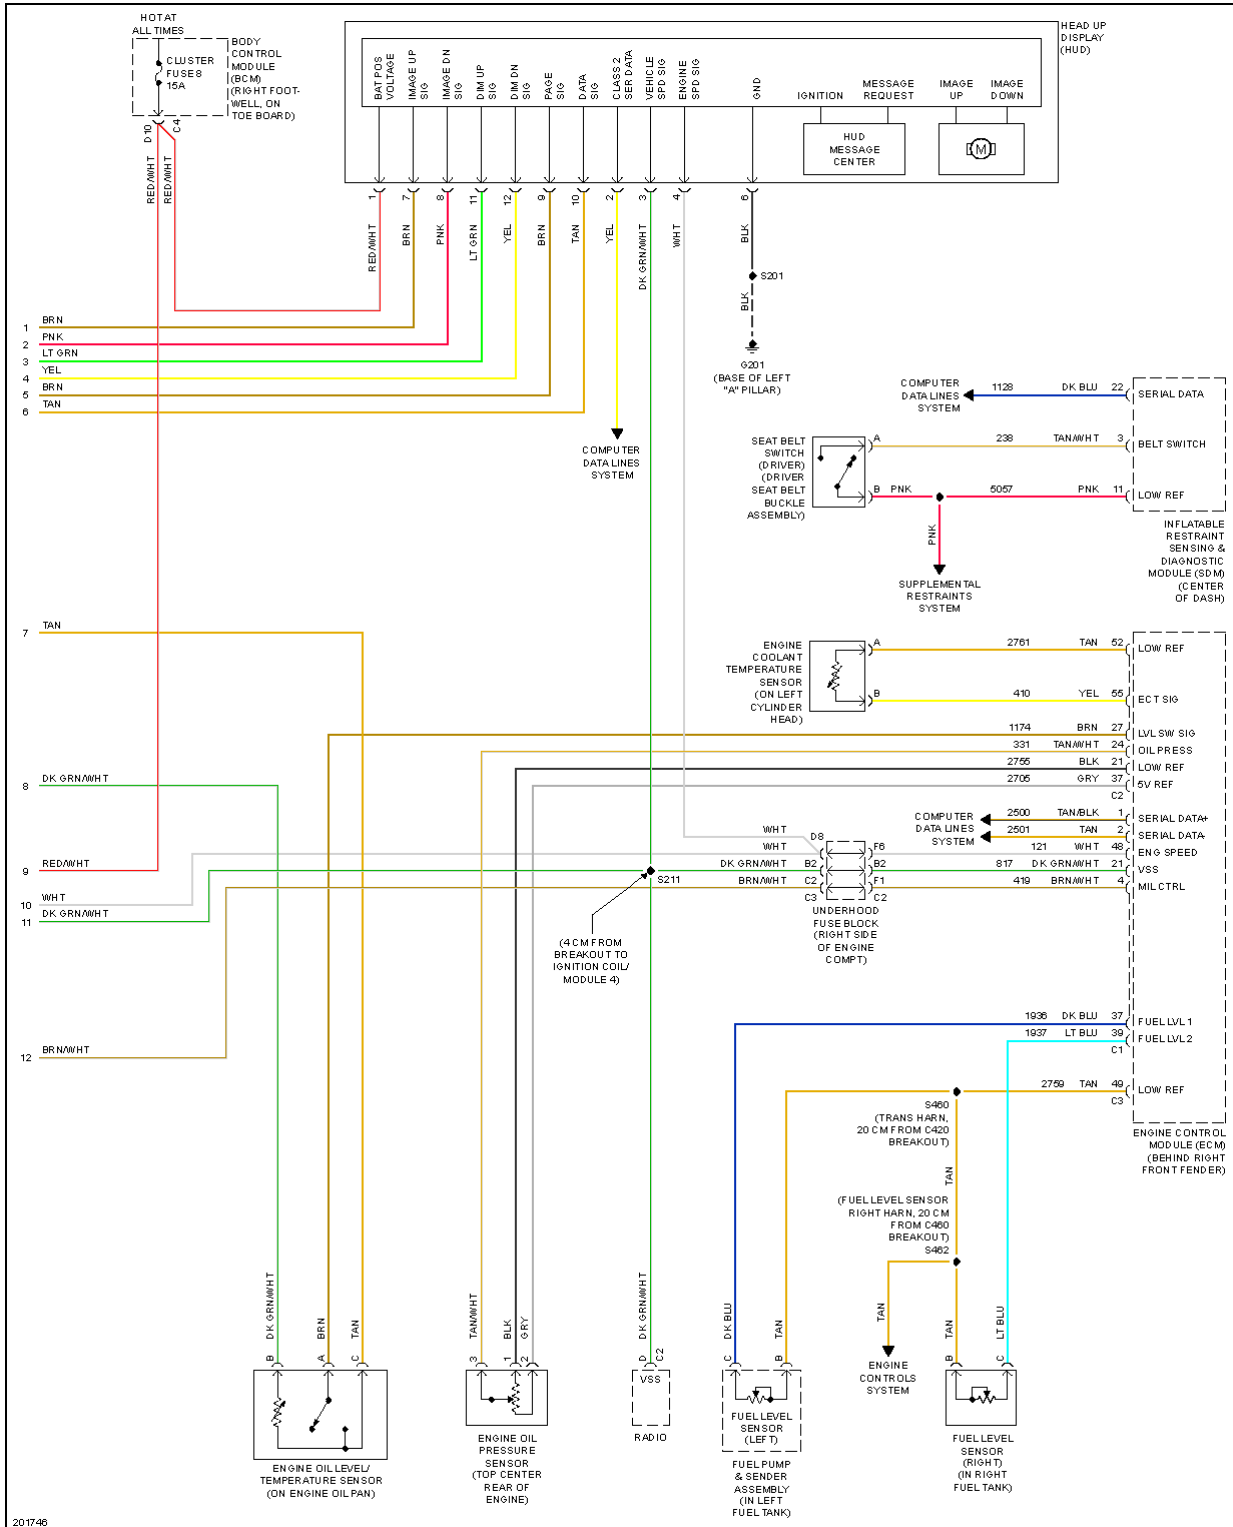 HOT AT
ALL TIMES
CLUSTER
FUSE 8
15A
BODY
CONTROL
MODULE
(BCM)
(RIGHT FOOT-
WELL, ON
TOE BOARD)
D10
C4
RED/WHT
RED/WHT
HEAD UP
DISPLAY
(HUD)
BAT POS
VOLTAGE
IMAGE UP
SIG
IMAGE DN
SIG
DIM UP
SIG
DIM DN
SIG
PAGE
SIG
DATA
SIG
CLASS 2
SER DATA
VEHICLE
SPD SIG
ENGINE
SPD SIG
GND
IGNITION
MESSAGE
REQUEST
IMAGE
UP
IMAGE
DOWN
HUD
MESSAGE
CENTER
M
1
7
8
11
12
9
10
2
3
4
6
RED/WHT
BRN
PNK
LT GRN
YEL
BRN
TAN
YEL
DK GRN/WHT
WHT
BLK
S201
BLK
G201
(BASE OF LEFT
"A" PILLAR)
1 BRN
2 PNK
3 LT GRN
4 YEL
5 BRN
6 TAN
COMPUTER
DATA LINES
SYSTEM
COMPUTER
DATA LINES
SYSTEM
1128 DK BLU 22 SERIAL DATA
SEAT BELT
SWITCH
(DRIVER)
(DRIVER
SEAT BELT
BUCKLE
ASSEMBLY)
A 238 TAN/WHT 3 BELT SWITCH
B PNK 5057 PNK 11 LOW REF
PNK
SUPPLEMENTAL
RESTRAINTS
SYSTEM
INFLATABLE
RESTRAINT
SENSING &
DIAGNOSTIC
MODULE (SDM)
(CENTER
OF DASH)
7 TAN
ENGINE
COOLANT
TEMPERATURE
SENSOR
(ON LEFT
CYLINDER
HEAD)
A 2761 TAN 52 LOW REF
B 410 YEL 55 ECT SIG
1174 BRN 27 LVL SW SIG
331 TAN/WHT 24 OIL PRESS
2755 BLK 21 LOW REF
2705 GRY 37 5V REF
C2
8 DK GRN/WHT
COMPUTER
DATA LINES
SYSTEM
2500 TAN/BLK 1 SERIAL DATA+
2501 TAN 2 SERIAL DATA-
WHT D8
WHT F6 121 WHT 48 ENG SPEED
DK GRN/WHT B2 B2 817 DK GRN/WHT 21 VSS
BRN/WHT C2 F1 419 BRN/WHT 4 MIL CTRL
C3 C2
S211
9 RED/WHT
10 WHT
11 DK GRN/WHT
UNDERHOOD
FUSE BLOCK
(RIGHT SIDE
OF ENGINE
COMPT)
(4 CM FROM
BREAKOUT TO
IGNITION COIL/
MODULE 4)
12 BRN/WHT
1936 DK BLU 37 FUEL LVL 1
1937 LT BLU 39 FUEL LVL 2
C1
2759 TAN 49 LOW REF
C3
S460
(TRANS HARN,
20 CM FROM C420
BREAKOUT)
ENGINE CONTROL
MODULE (ECM)
(BEHIND RIGHT
FRONT FENDER)
TAN
(FUEL LEVEL SENSOR
RIGHT HARN, 20 CM
FROM C460
BREAKOUT)
S462
DK GRN/WHT
BRN
TAN
TAN/WHT
BLK
GRY
DK GRN/WHT
DK BLU
TAN
TAN
TAN
LT BLU
B
A
C
3
1
2
D
C2
C
B
B
C
ENGINE
CONTROLS
SYSTEM
VSS
RADIO
FUEL LEVEL
SENSOR
(LEFT)
ENGINE OIL LEVEL/
TEMPERATURE SENSOR
(ON ENGINE OIL PAN)
ENGINE OIL
PRESSURE
SENSOR
(TOP CENTER
REAR OF
ENGINE)
FUEL PUMP
& SENDER
ASSEMBLY
(IN LEFT
FUEL TANK)
FUEL LEVEL
SENSOR
(RIGHT)
(IN RIGHT
FUEL TANK)
201746